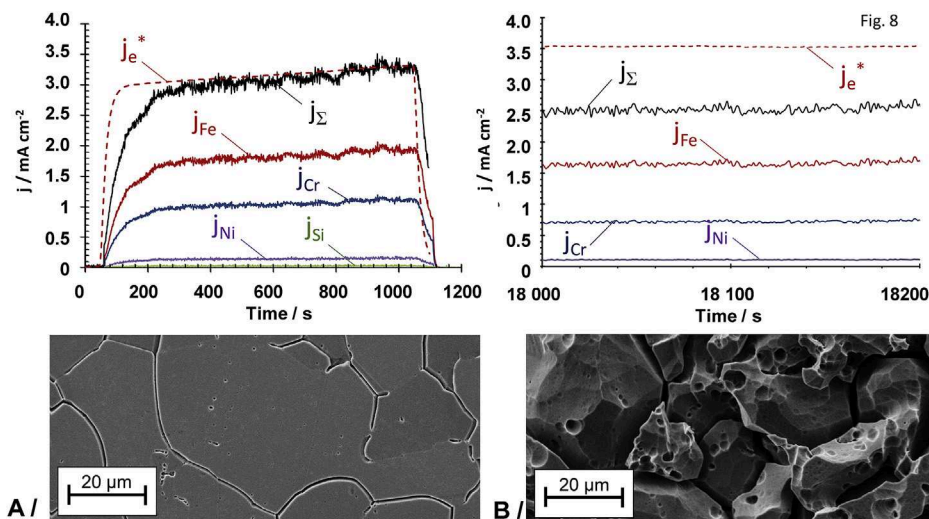 4.0
3.5
3.0
2.5
2.0
1.5
1
0.5
0
j / mA cm-2
je*
jΣ
jFe
jCr
jNi
jSi
0 200 400 600 800 1000 1200
Time / s
Fig. 8
4.0
3.5
3.0
2.5
2.0
1.5
1
0.5
0
j / mA cm-2
je*
jΣ
jFe
jCr
jNi
18 000 18 100 18200
Time / s
A / 20 µm
B / 20 µm